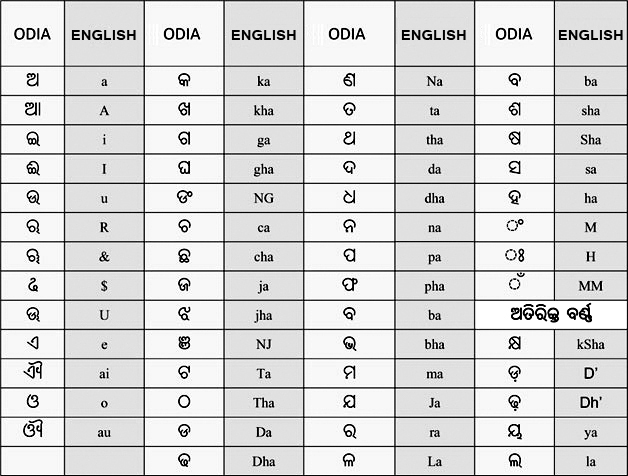 ODIA ENGLISH ODIA ENGLISH ODIA ENGLISH ODIA ENGLISH
ଅ a କ ka ଣ Na ବ ba
ଆ A ଖ kha ତ ta ଶ sha
ଇ i ଗ ga ଥ tha ଷ Sha
ଈ I ଘ gha ଦ da ସ sa
ଉ u ଙ NG ଧ dha ହ ha
ଋ R ଚ ca ନ na ଂ M
ୠ & ଛ cha ପ pa ଃ H
ଌ $ ଜ ja ଫ pha ଁ MM
ଊ U ଝ jha ବ ba ଅତିରିକ୍ତ ବର୍ଣ୍ଣ
ଏ e ଞ NJ ଭ bha କ୍ଷ kSha
ଐ ai ଟ Ta ମ ma ଡ଼ D'
ଓ o ଠ Tha ଯ Ja ଢ଼ Dh'
ଔ au ଡ Da ର ra ୟ ya
ଢ Dha ଳ La ଲ la